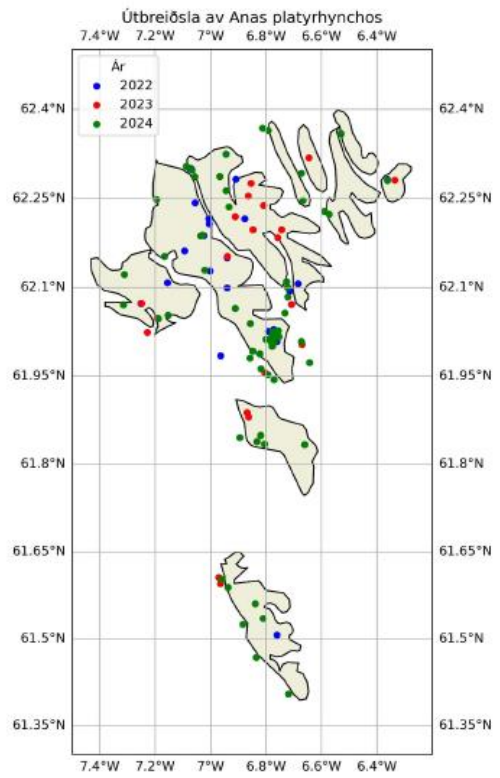 Útbreiðsla av Anas platyrhynchos
7.4°W 7.2°W 7°W 6.8°W 6.6°W 6.4°W
Ár
2022
2023
2024
62.4°N 62.4°N
62.25°N 62.25°N
62.1°N 62.1°N
61.95°N 61.95°N
61.8°N 61.8°N
61.65°N 61.65°N
61.5°N 61.5°N
61.35°N 61.35°N
7.4°W 7.2°W 7°W 6.8°W 6.6°W 6.4°W